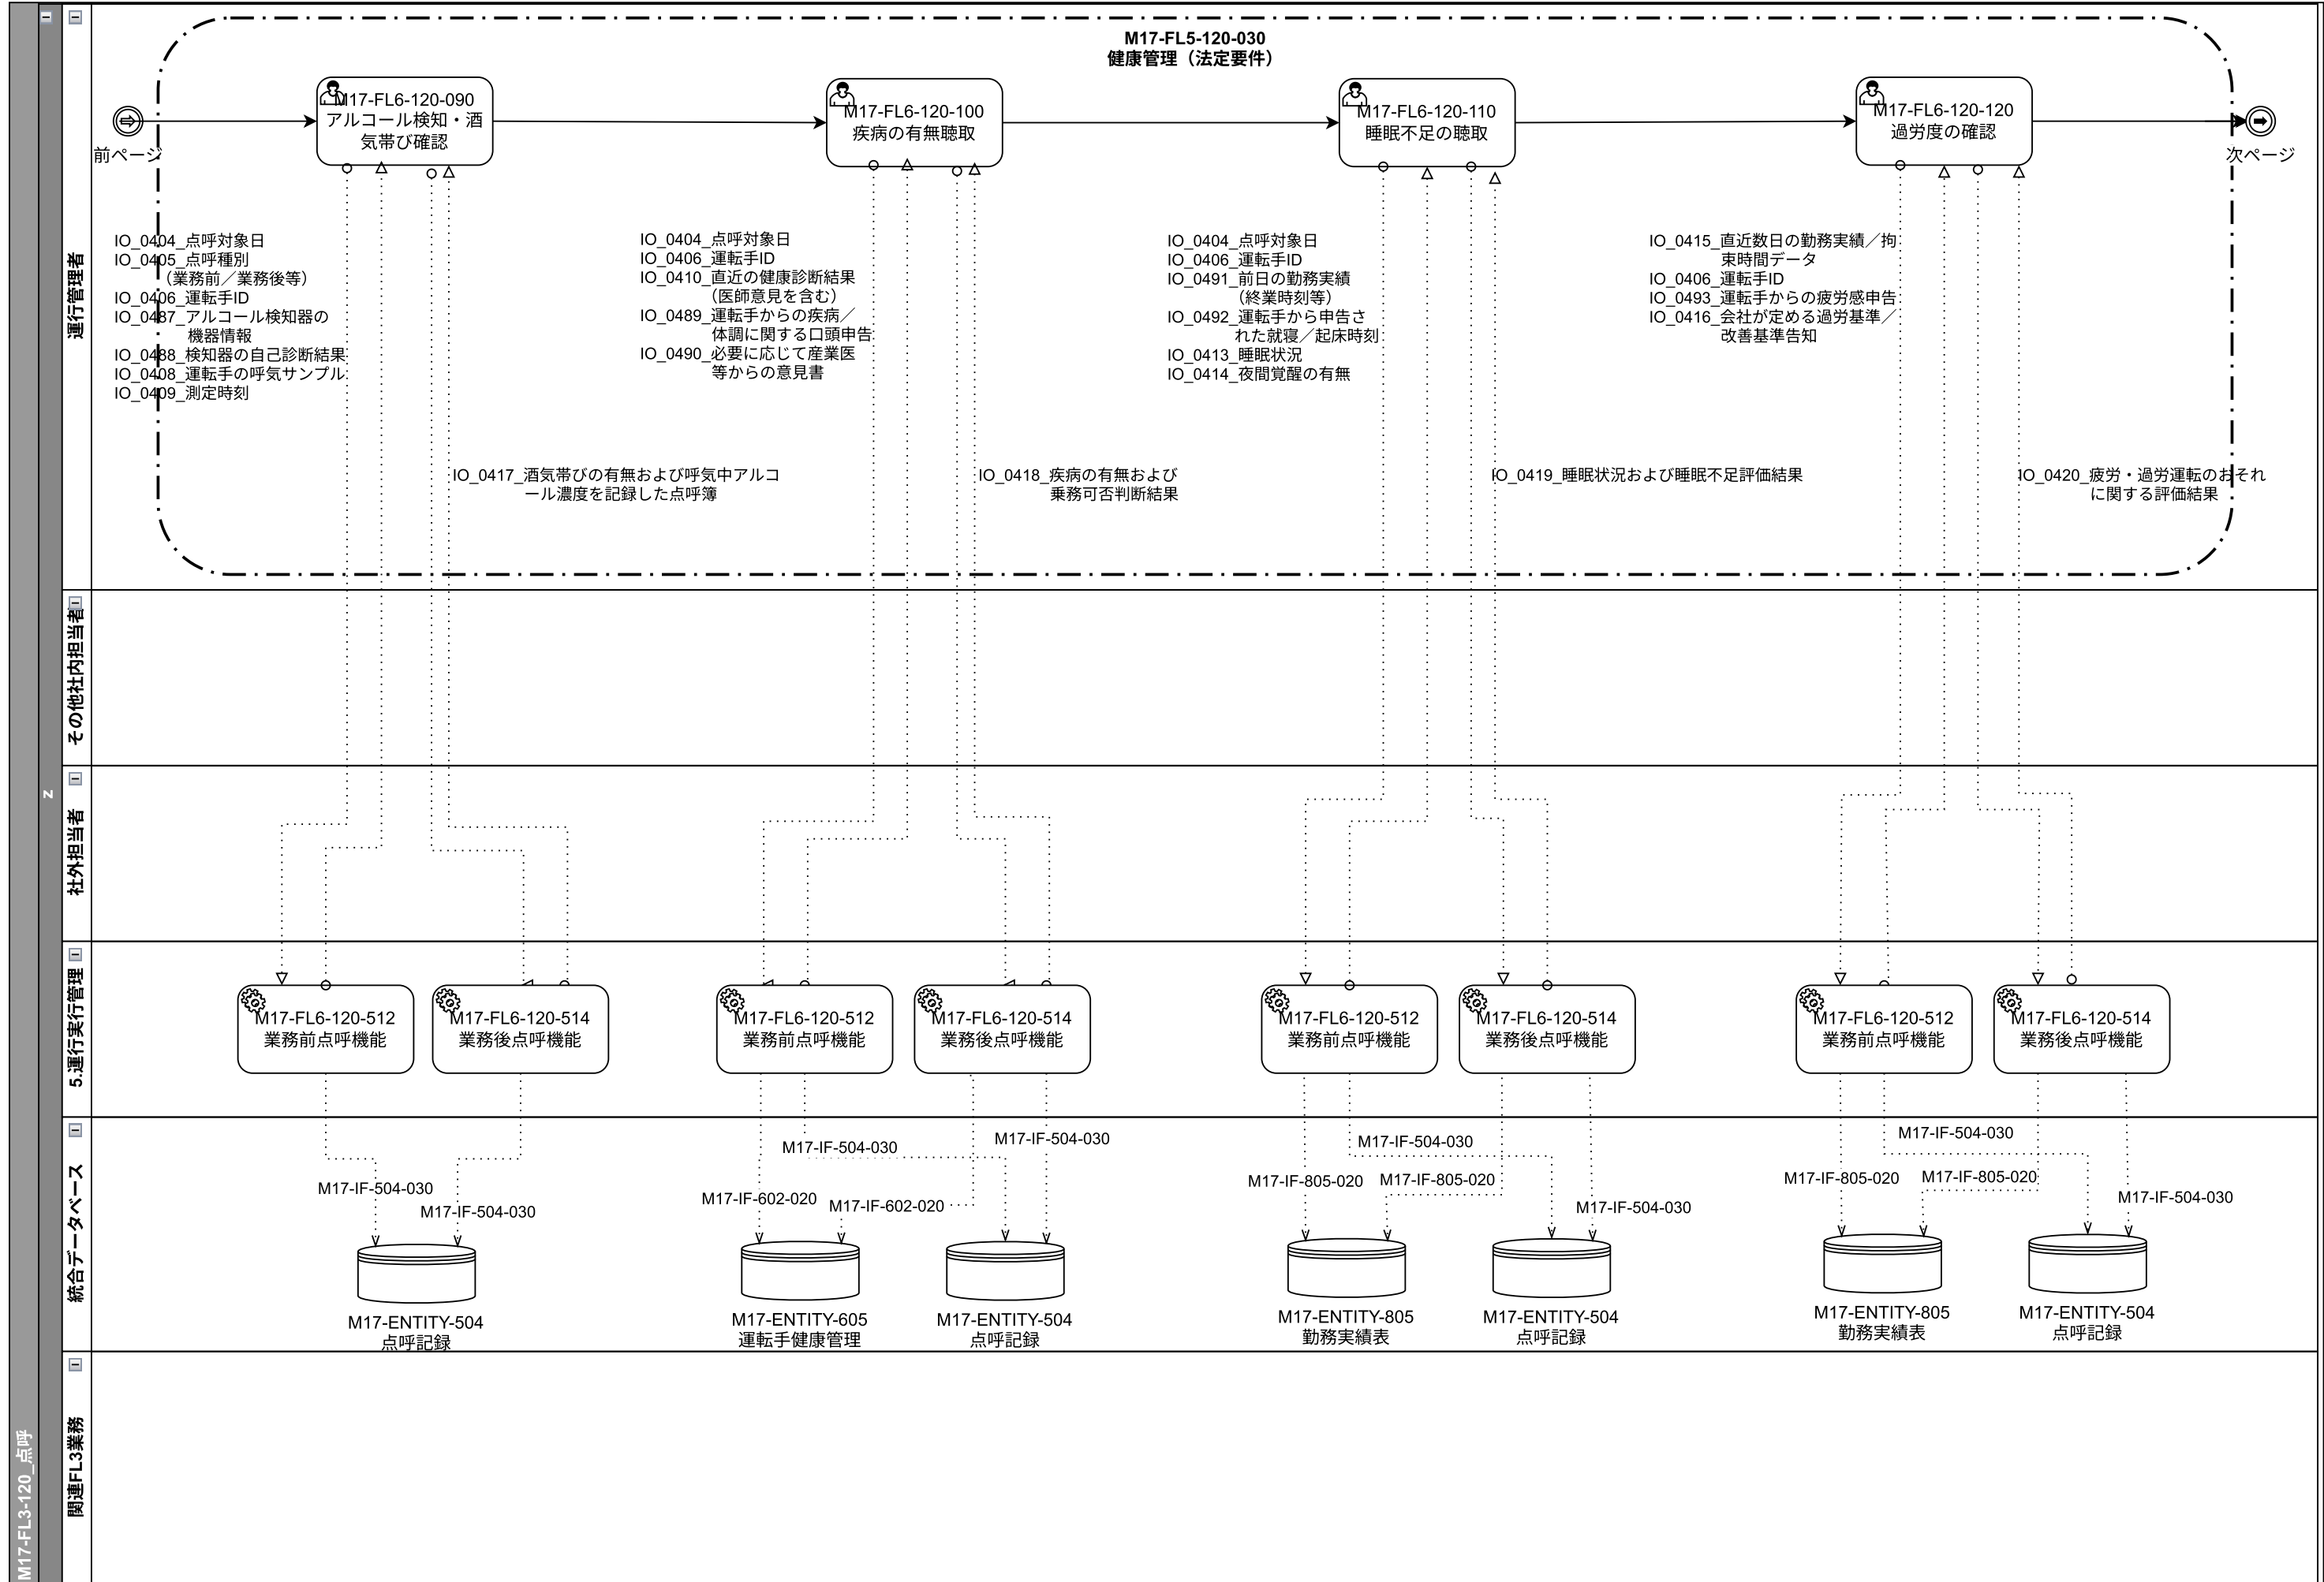 M17-FL3-120_点呼
z
運行管理者
その他社内担当者
社外担当者
5.運行実行管理
統合データベース
関連FL3業務
M17-FL5-120-030
健康管理（法定要件）
前ページ
M17-FL6-120-090
アルコール検知・酒
気帯び確認
M17-FL6-120-100
疾病の有無聴取
M17-FL6-120-110
睡眠不足の聴取
M17-FL6-120-120
過労度の確認
次ページ
IO_0404_点呼対象日
IO_0405_点呼種別
（業務前／業務後等）
IO_0406_運転手ID
IO_0487_アルコール検知器の
機器情報
IO_0488_検知器の自己診断結果
IO_0408_運転手の呼気サンプル
IO_0409_測定時刻
IO_0404_点呼対象日
IO_0406_運転手ID
IO_0410_直近の健康診断結果
（医師意見を含む）
IO_0489_運転手からの疾病／
体調に関する口頭申告
IO_0490_必要に応じて産業医
等からの意見書
IO_0404_点呼対象日
IO_0406_運転手ID
IO_0491_前日の勤務実績
（終業時刻等）
IO_0492_運転手から申告さ
れた就寝／起床時刻
IO_0413_睡眠状況
IO_0414_夜間覚醒の有無
IO_0415_直近数日の勤務実績／拘
束時間データ
IO_0406_運転手ID
IO_0493_運転手からの疲労感申告
IO_0416_会社が定める過労基準／
改善基準告知
IO_0417_酒気帯びの有無および呼気中アルコ
ール濃度を記録した点呼簿
IO_0418_疾病の有無および
乗務可否判断結果
IO_0419_睡眠状況および睡眠不足評価結果
IO_0420_疲労・過労運転のおそれ
に関する評価結果
M17-FL6-120-512
業務前点呼機能
M17-FL6-120-514
業務後点呼機能
M17-FL6-120-512
業務前点呼機能
M17-FL6-120-514
業務後点呼機能
M17-FL6-120-512
業務前点呼機能
M17-FL6-120-514
業務後点呼機能
M17-FL6-120-512
業務前点呼機能
M17-FL6-120-514
業務後点呼機能
M17-IF-504-030
M17-IF-504-030
M17-IF-504-030
M17-IF-504-030
M17-IF-602-020
M17-IF-602-020
M17-IF-504-030
M17-IF-805-020
M17-IF-805-020
M17-IF-504-030
M17-IF-504-030
M17-IF-805-020
M17-IF-805-020
M17-IF-504-030
M17-ENTITY-504
点呼記録
M17-ENTITY-605
運転手健康管理
M17-ENTITY-504
点呼記録
M17-ENTITY-805
勤務実績表
M17-ENTITY-504
点呼記録
M17-ENTITY-805
勤務実績表
M17-ENTITY-504
点呼記録